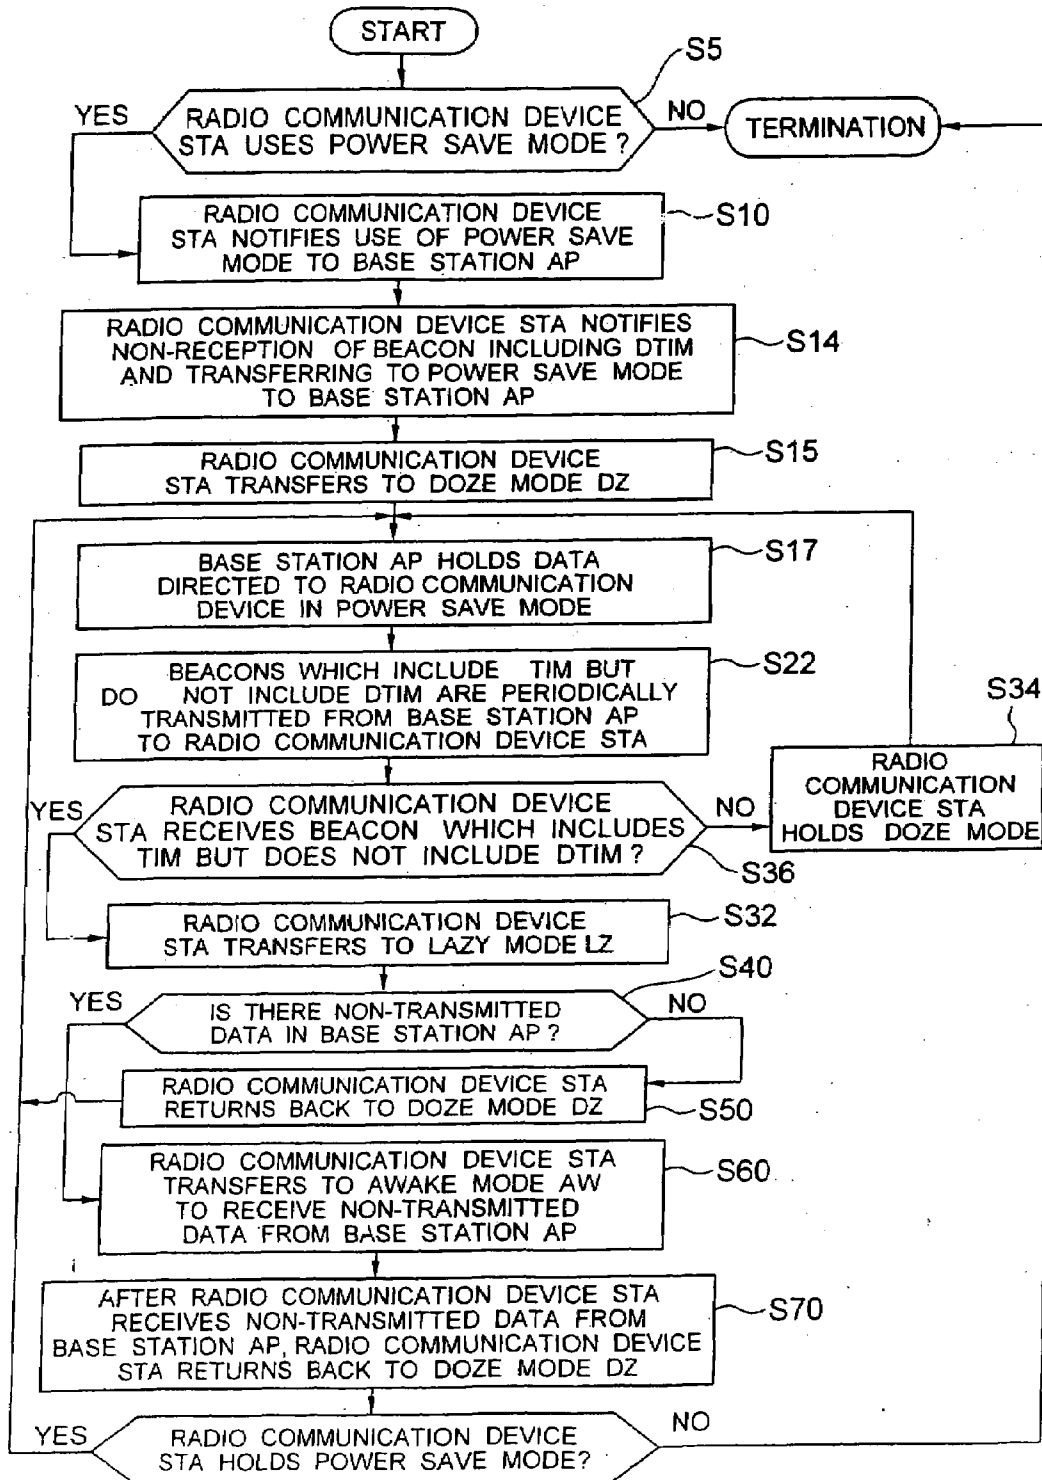 START
S5
YES
RADIO COMMUNICATION DEVICE
STA USES POWER SAVE MODE?
NO
TERMINATION
RADIO COMMUNICATION DEVICE
STA NOTIFIES USE OF POWER SAVE
MODE TO BASE STATION AP
S10
RADIO COMMUNICATION DEVICE STA NOTIFIES
NON-RECEPTION OF BEACON INCLUDING DTIM
AND TRANSFERRING TO POWER SAVE MODE
TO BASE STATION AP
S14
RADIO COMMUNICATION DEVICE
STA TRANSFERS TO DOZE MODE DZ
S15
BASE STATION AP HOLDS DATA
DIRECTED TO RADIO COMMUNICATION
DEVICE IN POWER SAVE MODE
S17
BEACONS WHICH INCLUDE TIM BUT
DO NOT INCLUDE DTIM ARE PERIODICALLY
TRANSMITTED FROM BASE STATION AP
TO RADIO COMMUNICATION DEVICE STA
S22
S34
RADIO
COMMUNICATION
DEVICE STA
HOLDS DOZE MODE
YES
RADIO COMMUNICATION DEVICE
STA RECEIVES BEACON WHICH INCLUDES
TIM BUT DOES NOT INCLUDE DTIM?
NO
S36
RADIO COMMUNICATION DEVICE
STA TRANSFERS TO LAZY MODE LZ
S32
S40
YES
IS THERE NON-TRANSMITTED
DATA IN BASE STATION AP?
NO
RADIO COMMUNICATION DEVICE STA
RETURNS BACK TO DOZE MODE DZ
S50
RADIO COMMUNICATION DEVICE STA
TRANSFERS TO AWAKE MODE AW
TO RECEIVE NON-TRANSMITTED
DATA FROM BASE STATION AP
S60
AFTER RADIO COMMUNICATION DEVICE STA
RECEIVES NON-TRANSMITTED DATA FROM
BASE STATION AP, RADIO COMMUNICATION DEVICE
STA RETURNS BACK TO DOZE MODE DZ
S70
YES
RADIO COMMUNICATION DEVICE
STA HOLDS POWER SAVE MODE?
NO